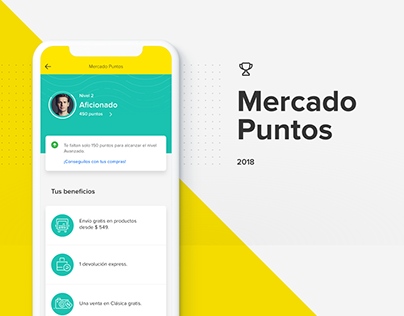 Mercado Puntos
Nivel 2
Aficionado
490 puntos
Te faltan solo 150 puntos para alcanzar el nivel
Avanzado.
¡Conseguilos con tus compras!
Tus beneficios
Envío gratis en productos
desde $ 549.
1 devolución express.
Una venta en Clásica gratis.
Mercado
Puntos
2018